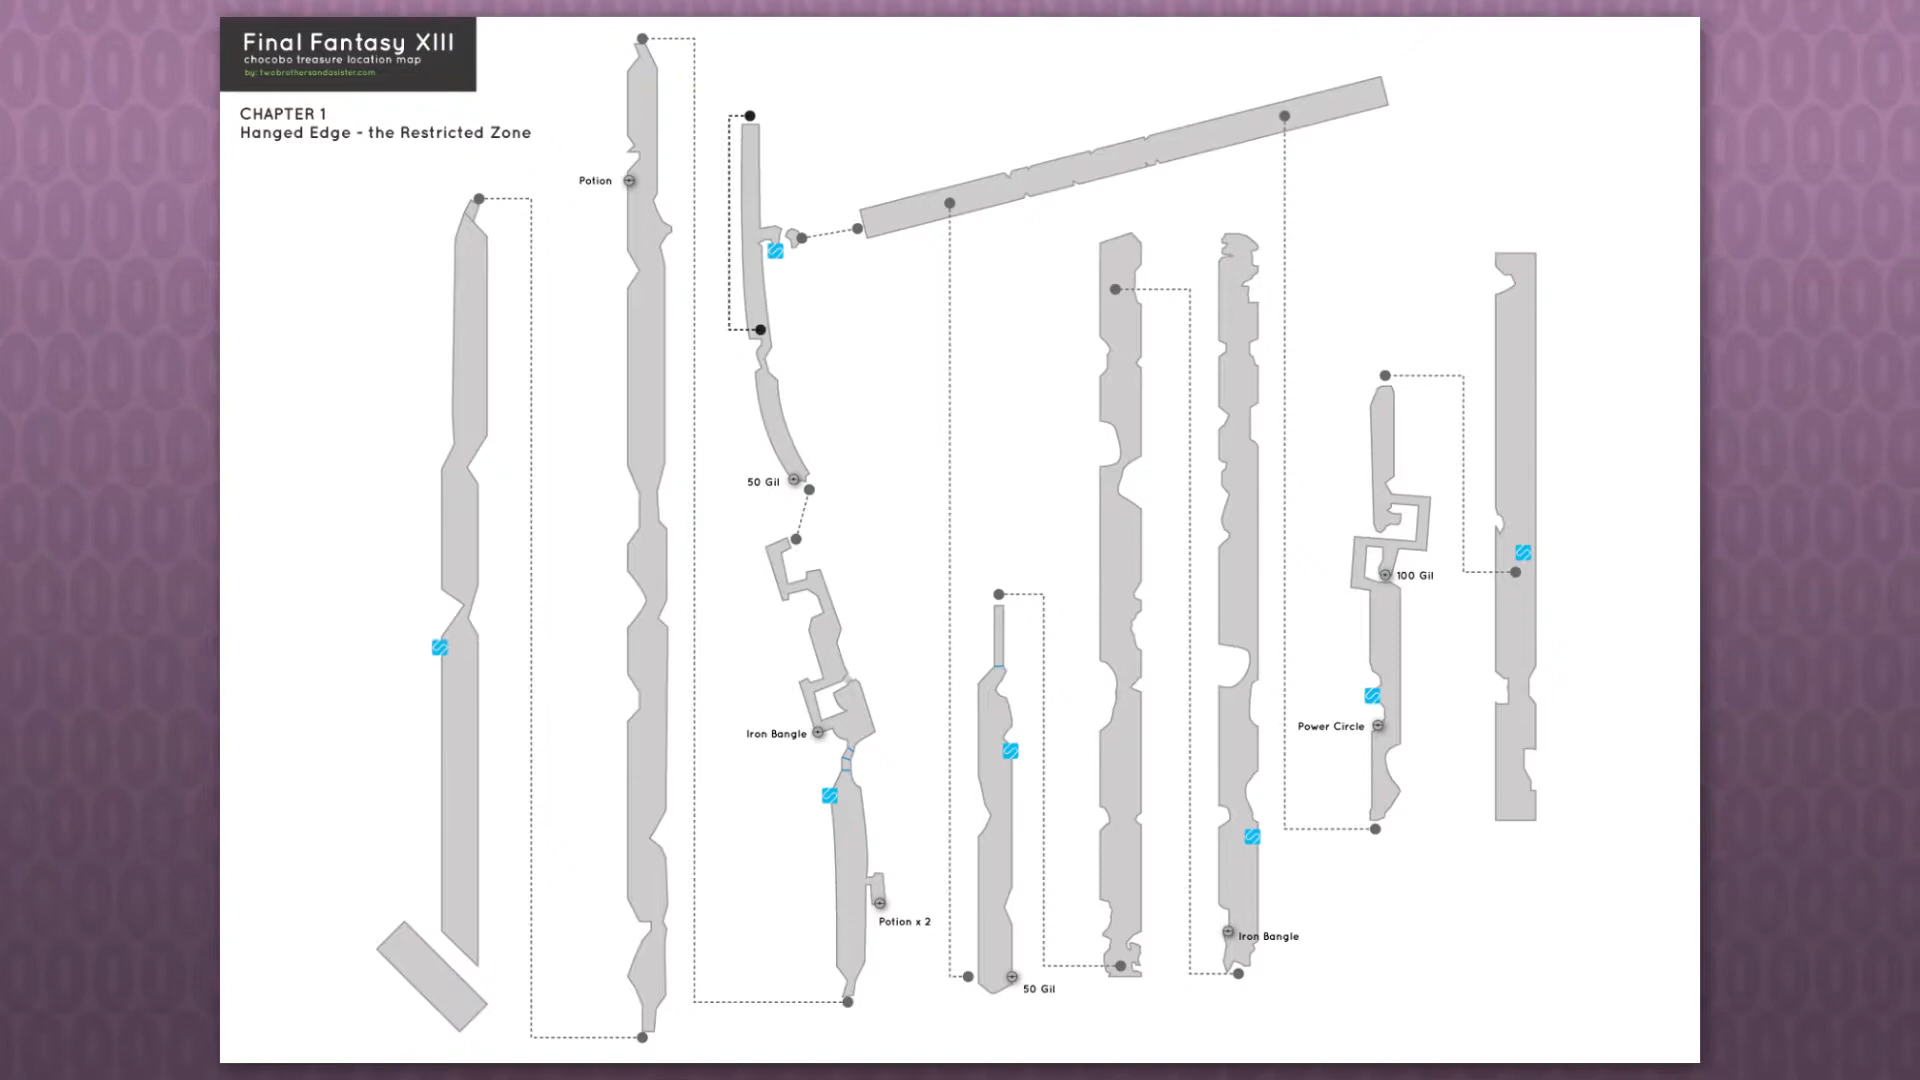 Final Fantasy XIII
chocobo treasure location map
by: twobrothersandasister.com
CHAPTER 1
Hanged Edge - the Restricted Zone
Potion
50 Gil
Iron Bangle
Potion x 2
50 Gil
Iron Bangle
100 Gil
Power Circle